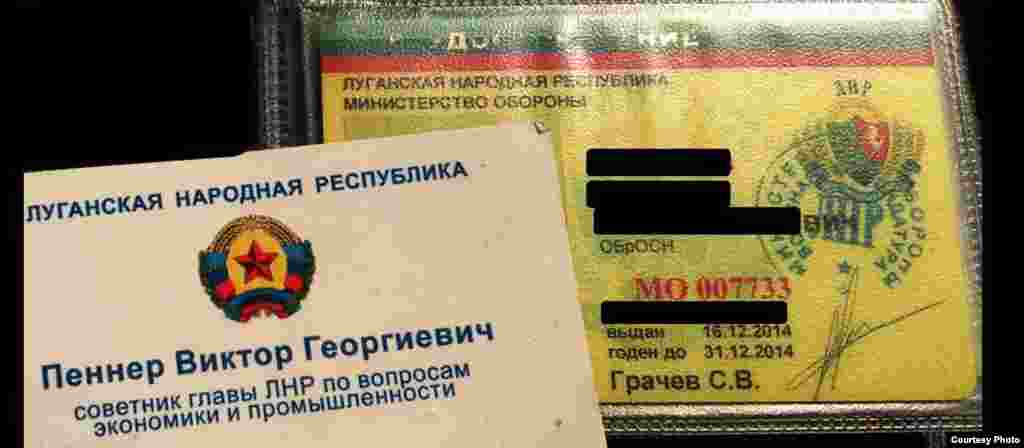 ЛУГАНСКАЯ НАРОДНАЯ РЕСПУБЛИКА
МИНИСТЕРСТВО ОБОРОНЫ
ЛНР
ОБрОСН
МО 007733
выдан 16.12.2014
годен до 31.12.2014
Грачев С.В.
ЛУГАНСКАЯ НАРОДНАЯ РЕСПУБЛИКА
Пеннер Виктор Георгиевич
советник главы ЛНР по вопросам
экономики и промышленности
Courtesy Photo